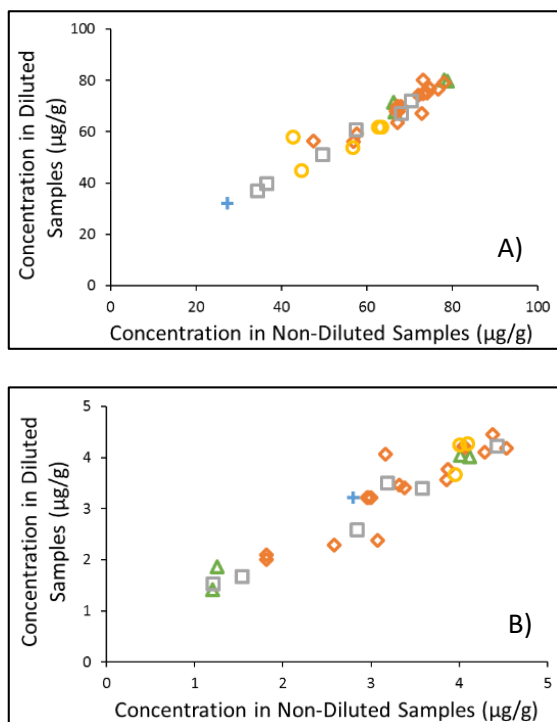 Concentration in Diluted
Samples (µg/g)
100
80
60
40
20
0
A)
0 20 40 60 80 100
Concentration in Non-Diluted Samples (µg/g)
Concentration in Diluted
Samples (µg/g)
5
4
3
2
1
0
B)
0 1 2 3 4 5
Concentration in Non-Diluted Samples (µg/g)